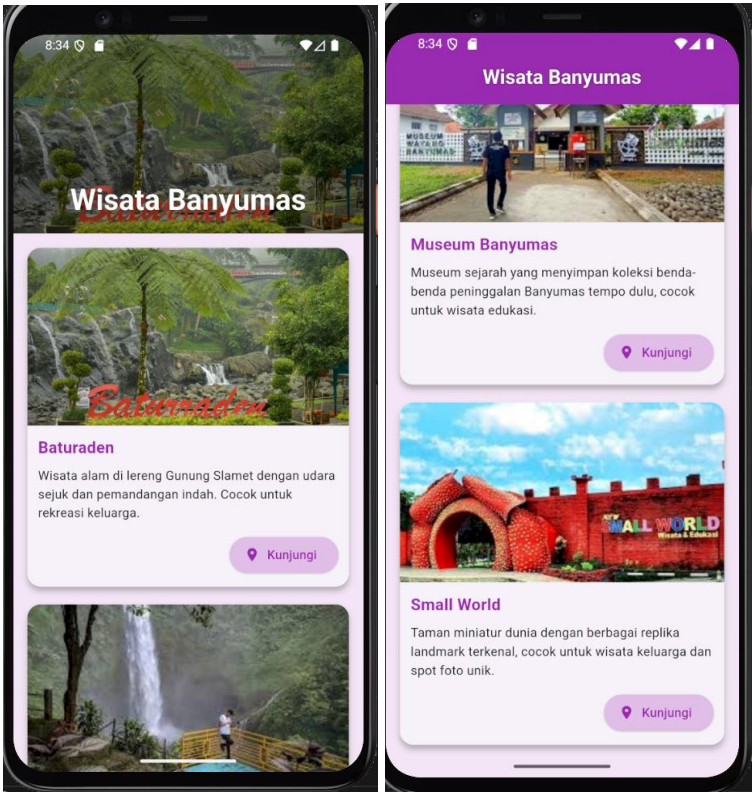 8:34
Wisata Banyumas
Baturraden
Baturaden
Wisata alam di lereng Gunung Slamet dengan udara
sejuk dan pemandangan indah. Cocok untuk
rekreasi keluarga.
Kunjungi
8:34
Wisata Banyumas
MUSEUM
WAYANG
BANYUMAS
Museum Banyumas
Museum sejarah yang menyimpan koleksi benda-
benda peninggalan Banyumas tempo dulu, cocok
untuk wisata edukasi.
Kunjungi
NEW
SMALL WORLD
Wisata & Edukasi
Small World
Taman miniatur dunia dengan berbagai replika
landmark terkenal, cocok untuk wisata keluarga dan
spot foto unik.
Kunjungi